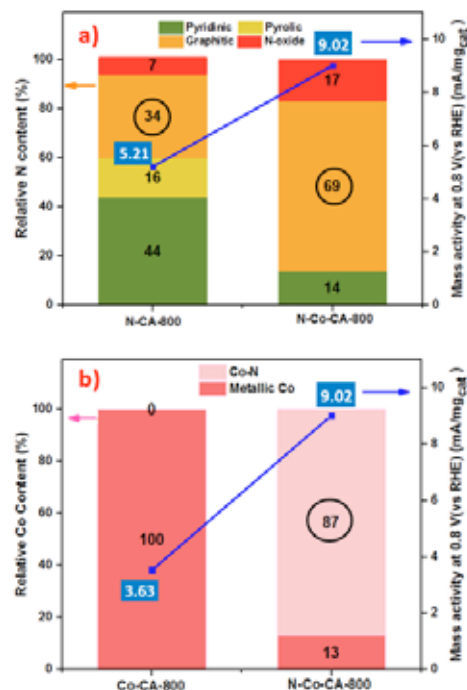 a)
Pyridinic
Pyrolic
Graphitic
N-oxide
9.02
100
80
60
40
20
0
Relative N content (%)
7
34
5.21
16
44
17
69
14
10
8
6
4
2
0
Mass activity at 0.8 V(vs RHE) (mA/mgcat)
N-CA-800
N-Co-CA-800
b)
Co-N
Metallic Co
9.02
100
80
60
40
20
0
Relative Co Content (%)
0
100
3.63
87
13
10
8
6
4
2
0
Mass activity at 0.8 V(vs RHE) (mA/mgcat)
Co-CA-800
N-Co-CA-800